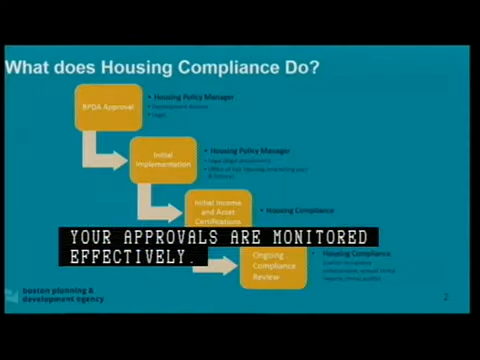 What does Housing Compliance Do?
BPDA Approval
• Housing Policy Manager
Initial
Implementation
• Housing Policy Manager
Initial Income
and Asset
Certifications
• Housing Compliance
YOUR APPROVALS ARE MONITORED
EFFECTIVELY.
Ongoing
Compliance
Review
• Housing Compliance
boston planning &
development agency
2